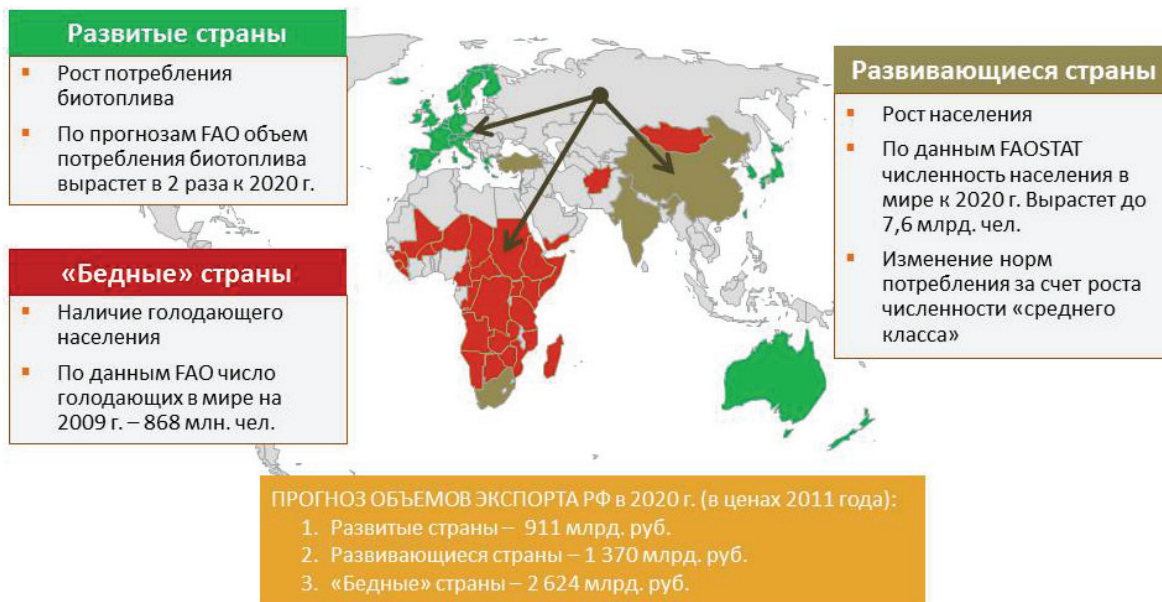 Развитые страны
▪ Рост потребления
биотоплива
▪ По прогнозам FAO объем
потребления биотоплива
вырастет в 2 раза к 2020 г.
«Бедные» страны
▪ Наличие голодающего
населения
▪ По данным FAO число
голодающих в мире на
2009 г. – 868 млн. чел.
Развивающиеся страны
▪ Рост населения
▪ По данным FAOSTAT
численность населения в
мире к 2020 г. Вырастет до
7,6 млрд. чел.
▪ Изменение норм
потребления за счет роста
численности «среднего
класса»
ПРОГНОЗ ОБЪЕМОВ ЭКСПОРТА РФ в 2020 г. (в ценах 2011 года):
1. Развитые страны – 911 млрд. руб.
2. Развивающиеся страны – 1 370 млрд. руб.
3. «Бедные» страны – 2 624 млрд. руб.